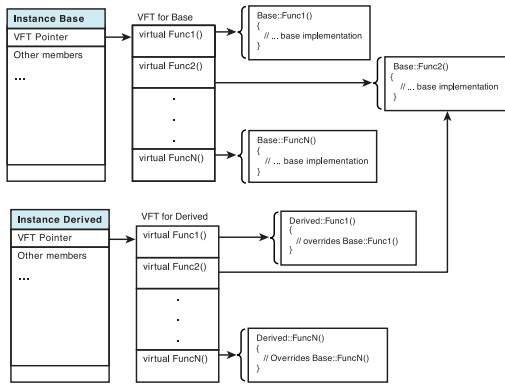 Instance Base
VFT Pointer
Other members
...
VFT for Base
virtual Func1()
virtual Func2()
.
.
.
virtual FuncN()
Base::Func1()
{
// ... base implementation
}
Base::Func2()
{
// ... base implementation
}
Base::FuncN()
{
// ... base implementation
}
Instance Derived
VFT Pointer
Other members
...
VFT for Derived
virtual Func1()
virtual Func2()
.
.
.
virtual FuncN()
Derived::Func1()
{
// overrides Base::Func1()
}
Derived::FuncN()
{
// Overrides Base::FuncN()
}